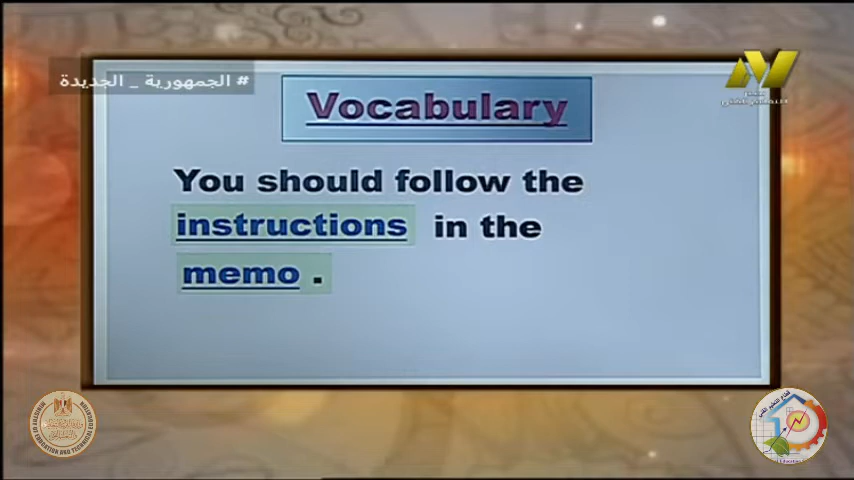 # الجمهورية _ الجديدة
Vocabulary
You should follow the
instructions in the
memo .